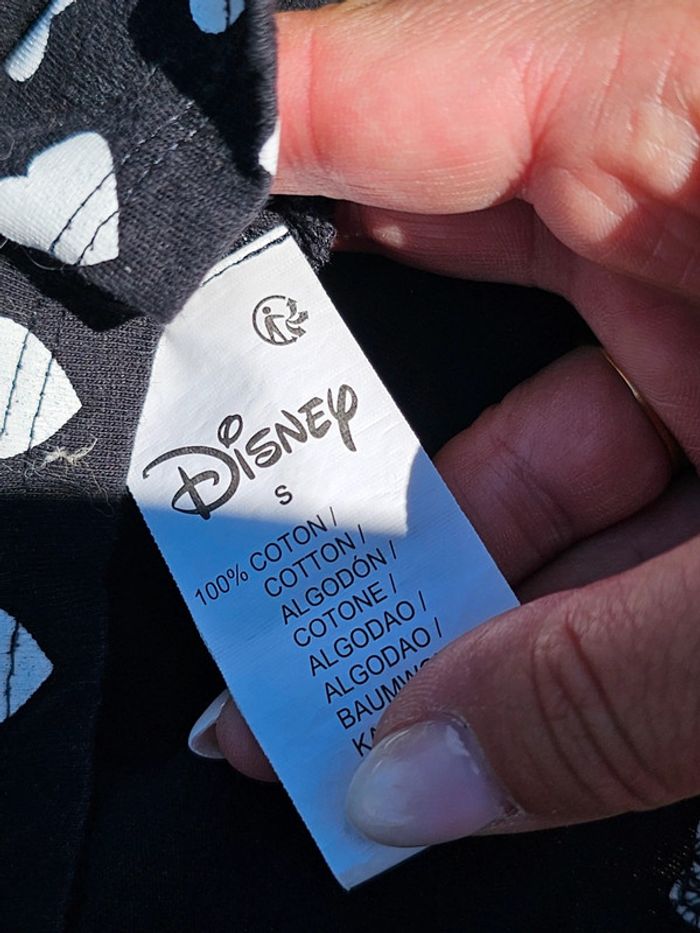 Disney
S
100% COTON /
COTTON /
ALGODÓN /
COTONE /
ALGODAO /
ALGODAO /